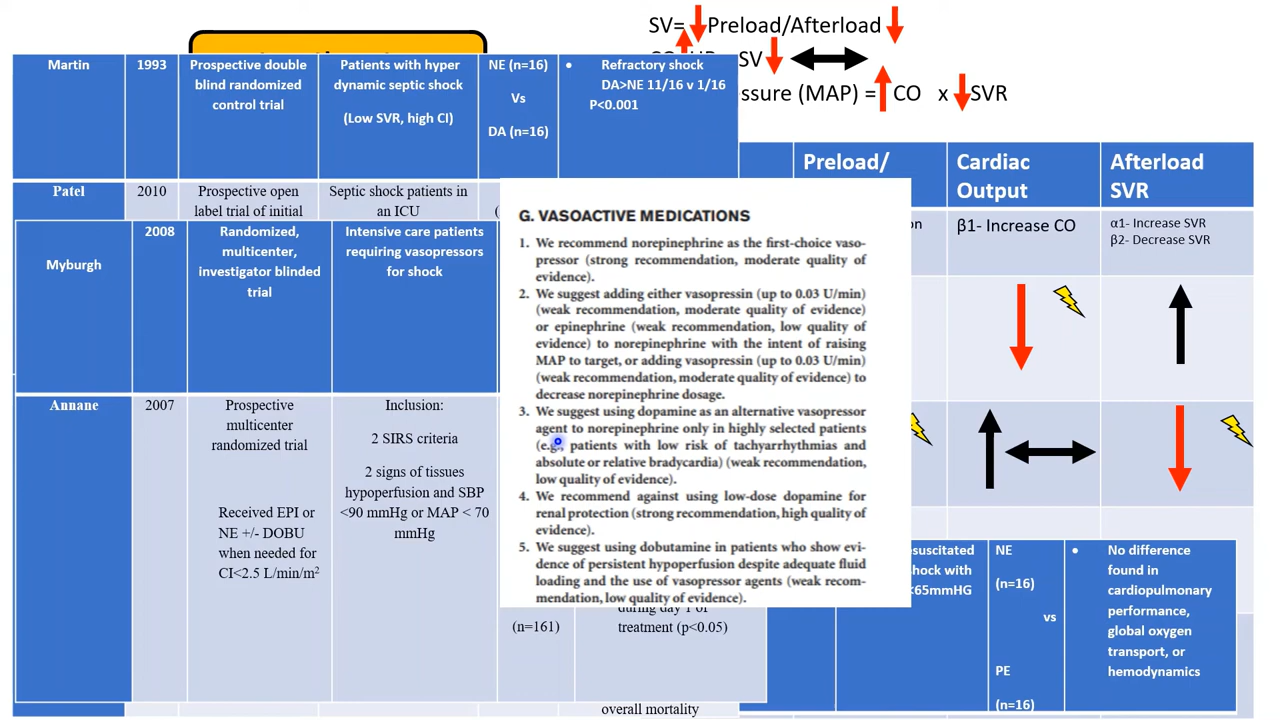 SV= Preload/Afterload
SV
ssure (MAP) = CO x SVR
Martin
1993
Prospective double
blind randomized
control trial
Patients with hyper
dynamic septic shock
(Low SVR, high CI)
NE (n=16)
Vs
DA (n=16)
• Refractory shock
DA>NE 11/16 v 1/16
P<0.001
Patel
2010
Prospective open
label trial of initial
Septic shock patients in
an ICU
Myburgh
2008
Randomized,
multicenter,
investigator blinded
trial
Intensive care patients
requiring vasopressors
for shock
Annane
2007
Prospective
multicenter
randomized trial
Received EPI or
NE +/- DOBU
when needed for
CI<2.5 L/min/m²
Inclusion:
2 SIRS criteria
2 signs of tissues
hypoperfusion and SBP
<90 mmHg or MAP < 70
mmHg
(n=161)
during day 1 of
treatment (p<0.05)
overall mortality
G. VASOACTIVE MEDICATIONS
1. We recommend norepinephrine as the first-choice vaso-
pressor (strong recommendation, moderate quality of
evidence).
2. We suggest adding either vasopressin (up to 0.03 U/min)
(weak recommendation, moderate quality of evidence)
or epinephrine (weak recommendation, low quality of
evidence) to norepinephrine with the intent of raising
MAP to target, or adding vasopressin (up to 0.03 U/min)
(weak recommendation, moderate quality of evidence) to
decrease norepinephrine dosage.
3. We suggest using dopamine as an alternative vasopressor
agent to norepinephrine only in highly selected patients
(e.g., patients with low risk of tachyarrhythmias and
absolute or relative bradycardia) (weak recommendation,
low quality of evidence).
4. We recommend against using low-dose dopamine for
renal protection (strong recommendation, high quality of
evidence).
5. We suggest using dobutamine in patients who show evi-
dence of persistent hypoperfusion despite adequate fluid
loading and the use of vasopressor agents (weak recom-
mendation, low quality of evidence).
Preload/
Cardiac
Output
Afterload
SVR
on
β1- Increase CO
α1- Increase SVR
β2- Decrease SVR
esuscitated
hock with
<65mmHG
NE
(n=16)
vs
PE
(n=16)
• No difference
found in
cardiopulmonary
performance,
global oxygen
transport, or
hemodynamics